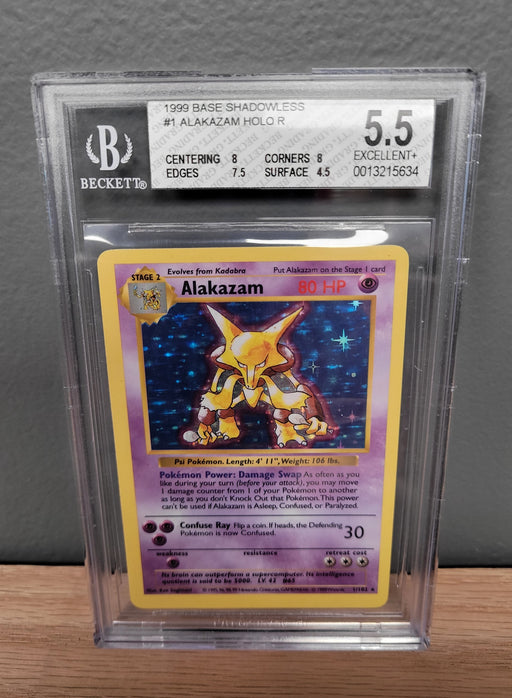 1999 BASE SHADOWLESS
#1 ALAKAZAM HOLO R
CENTERING 8 CORNERS 8
EDGES 7.5 SURFACE 4.5
5.5
EXCELLENT+
0013215634
B
BECKETT®
STAGE 2
Evolves from Kadabra Put Alakazam on the Stage 1 card
Alakazam 80 HP
Psi Pokémon. Length: 4' 11", Weight: 106 lbs.
Pokémon Power: Damage Swap As often as you
like during your turn (before your attack), you may move
1 damage counter from 1 of your Pokémon to another
as long as you don't Knock Out that Pokémon. This power
can't be used if Alakazam is Asleep, Confused, or Paralyzed.
Confuse Ray Flip a coin. If heads, the Defending
Pokémon is now Confused. 30
weakness resistance retreat cost
Its brain can outperform a supercomputer. Its intelligence
quotient is said to be 5000. LV. 42 #65
1/102 ★